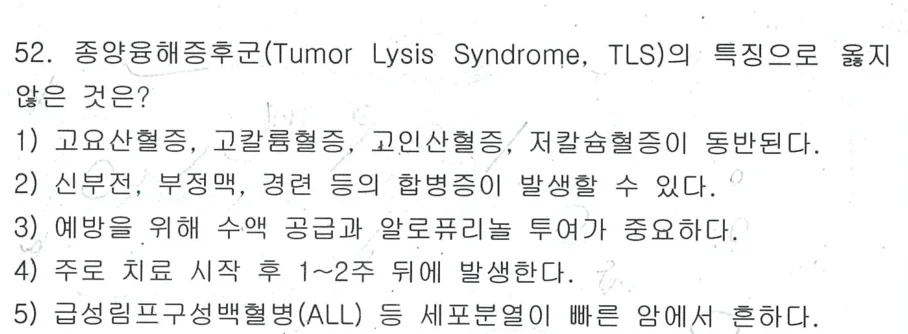 52. 종양융해증후군(Tumor Lysis Syndrome, TLS)의 특징으로 옳지
않은 것은?
1) 고요산혈증, 고칼륨혈증, 고인산혈증, 저칼슘혈증이 동반된다.
2) 신부전, 부정맥, 경련 등의 합병증이 발생할 수 있다.
3) 예방을 위해 수액 공급과 알로퓨리놀 투여가 중요하다.
4) 주로 치료 시작 후 1~2주 뒤에 발생한다.
5) 급성림프구성백혈병(ALL) 등 세포분열이 빠른 암에서 흔하다.